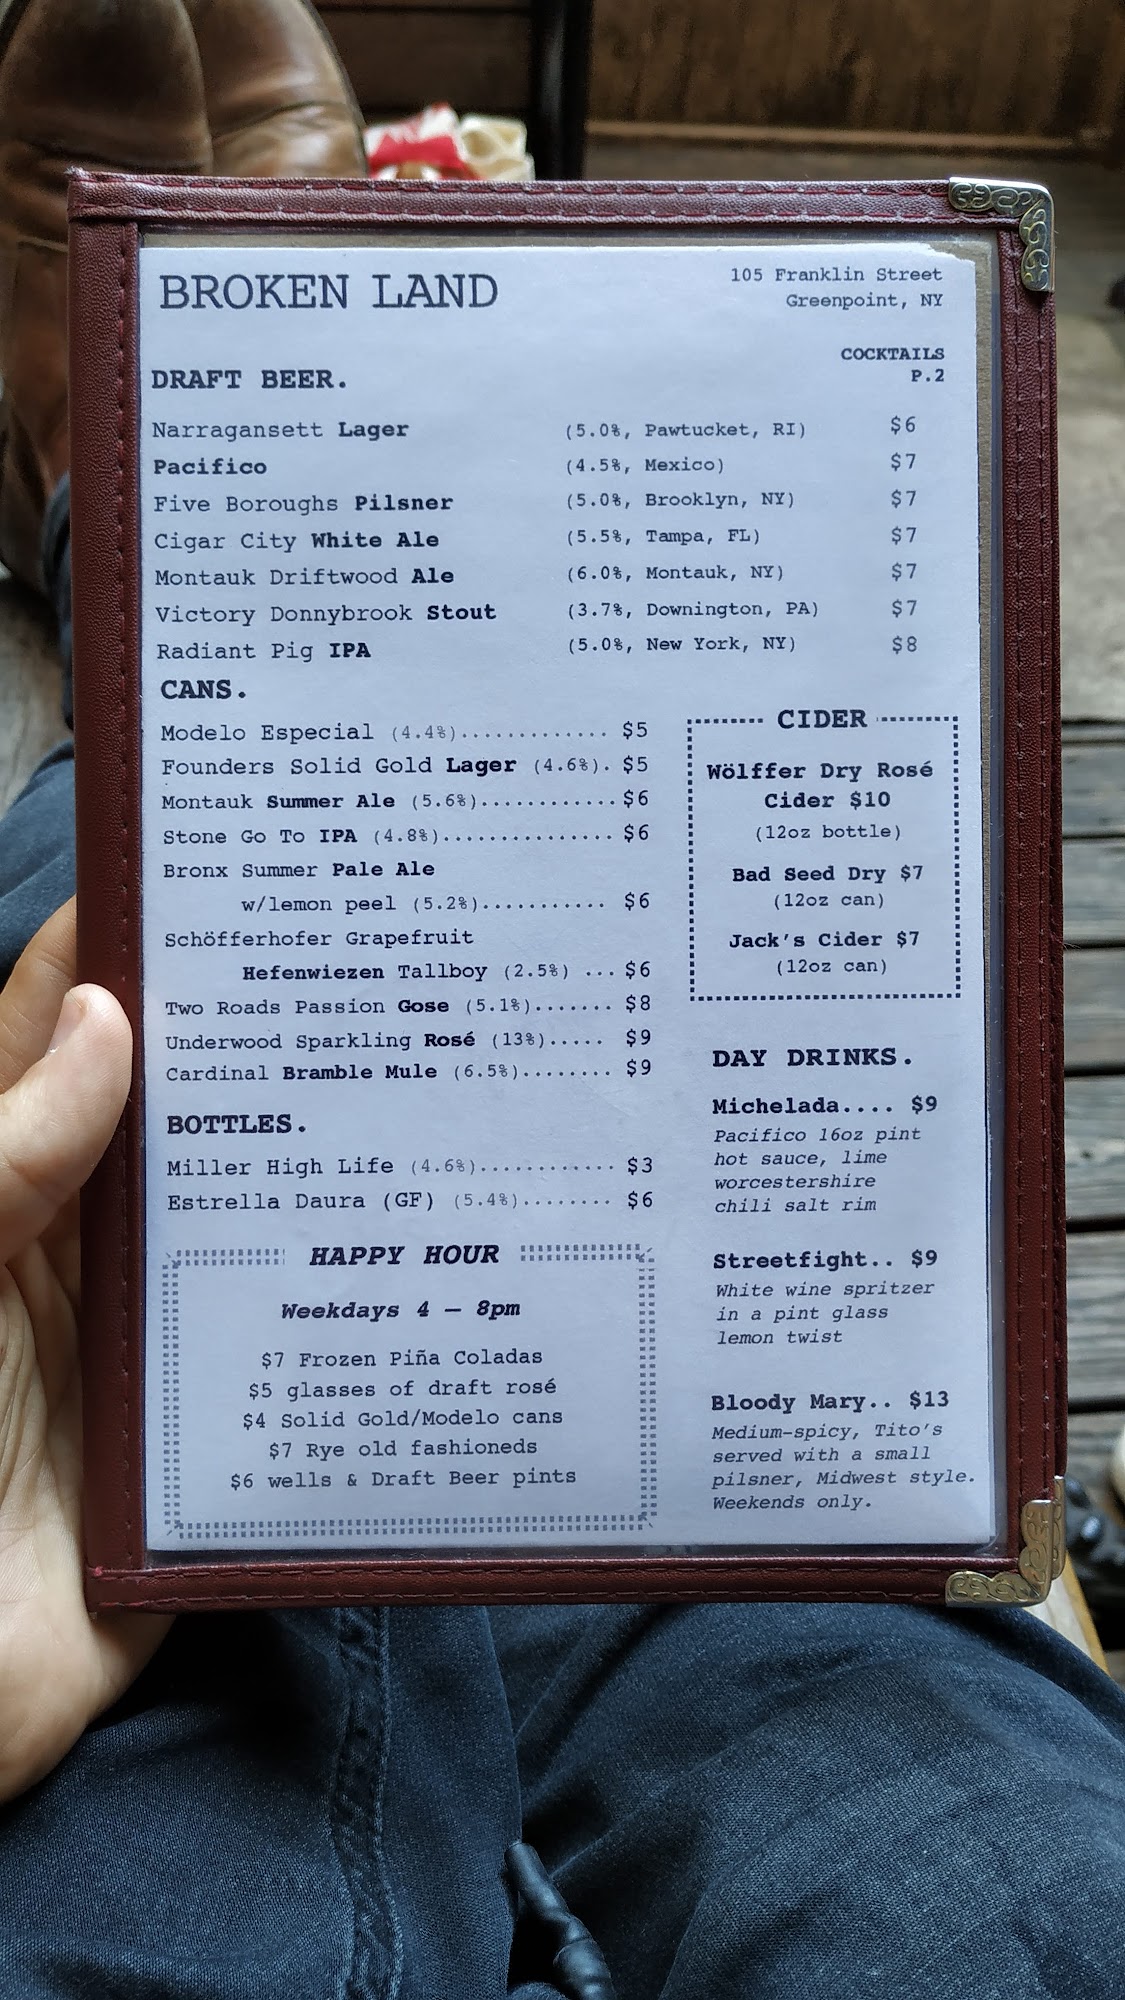 BROKEN LAND
105 Franklin Street
Greenpoint, NY
COCKTAILS
P.2
DRAFT BEER.
Narragansett Lager (5.0%, Pawtucket, RI) $6
Pacifico (4.5%, Mexico) $7
Five Boroughs Pilsner (5.0%, Brooklyn, NY) $7
Cigar City White Ale (5.5%, Tampa, FL) $7
Montauk Driftwood Ale (6.0%, Montauk, NY) $7
Victory Donnybrook Stout (3.7%, Downington, PA) $7
Radiant Pig IPA (5.0%, New York, NY) $8
CANS.
Modelo Especial (4.4%)............. $5
Founders Solid Gold Lager (4.6%). $5
Montauk Summer Ale (5.6%)............$6
Stone Go To IPA (4.8%)...............$6
Bronx Summer Pale Ale
w/lemon peel (5.2%)........... $6
Schöfferhofer Grapefruit
Hefenwiezen Tallboy (2.5%) ...$6
Two Roads Passion Gose (5.1%)....... $8
Underwood Sparkling Rosé (13%)..... $9
Cardinal Bramble Mule (6.5%)........ $9
BOTTLES.
Miller High Life (4.6%)............ $3
Estrella Daura (GF) (5.4%)........ $6
HAPPY HOUR
Weekdays 4 – 8pm
$7 Frozen Piña Coladas
$5 glasses of draft rosé
$4 Solid Gold/Modelo cans
$7 Rye old fashioneds
$6 wells & Draft Beer pints
CIDER
Wölffer Dry Rosé
Cider $10
(12oz bottle)
Bad Seed Dry $7
(12oz can)
Jack's Cider $7
(12oz can)
DAY DRINKS.
Michelada.... $9
Pacifico 16oz pint
hot sauce, lime
worcestershire
chili salt rim
Streetfight.. $9
White wine spritzer
in a pint glass
lemon twist
Bloody Mary.. $13
Medium-spicy, Tito's
served with a small
pilsner, Midwest style.
Weekends only.